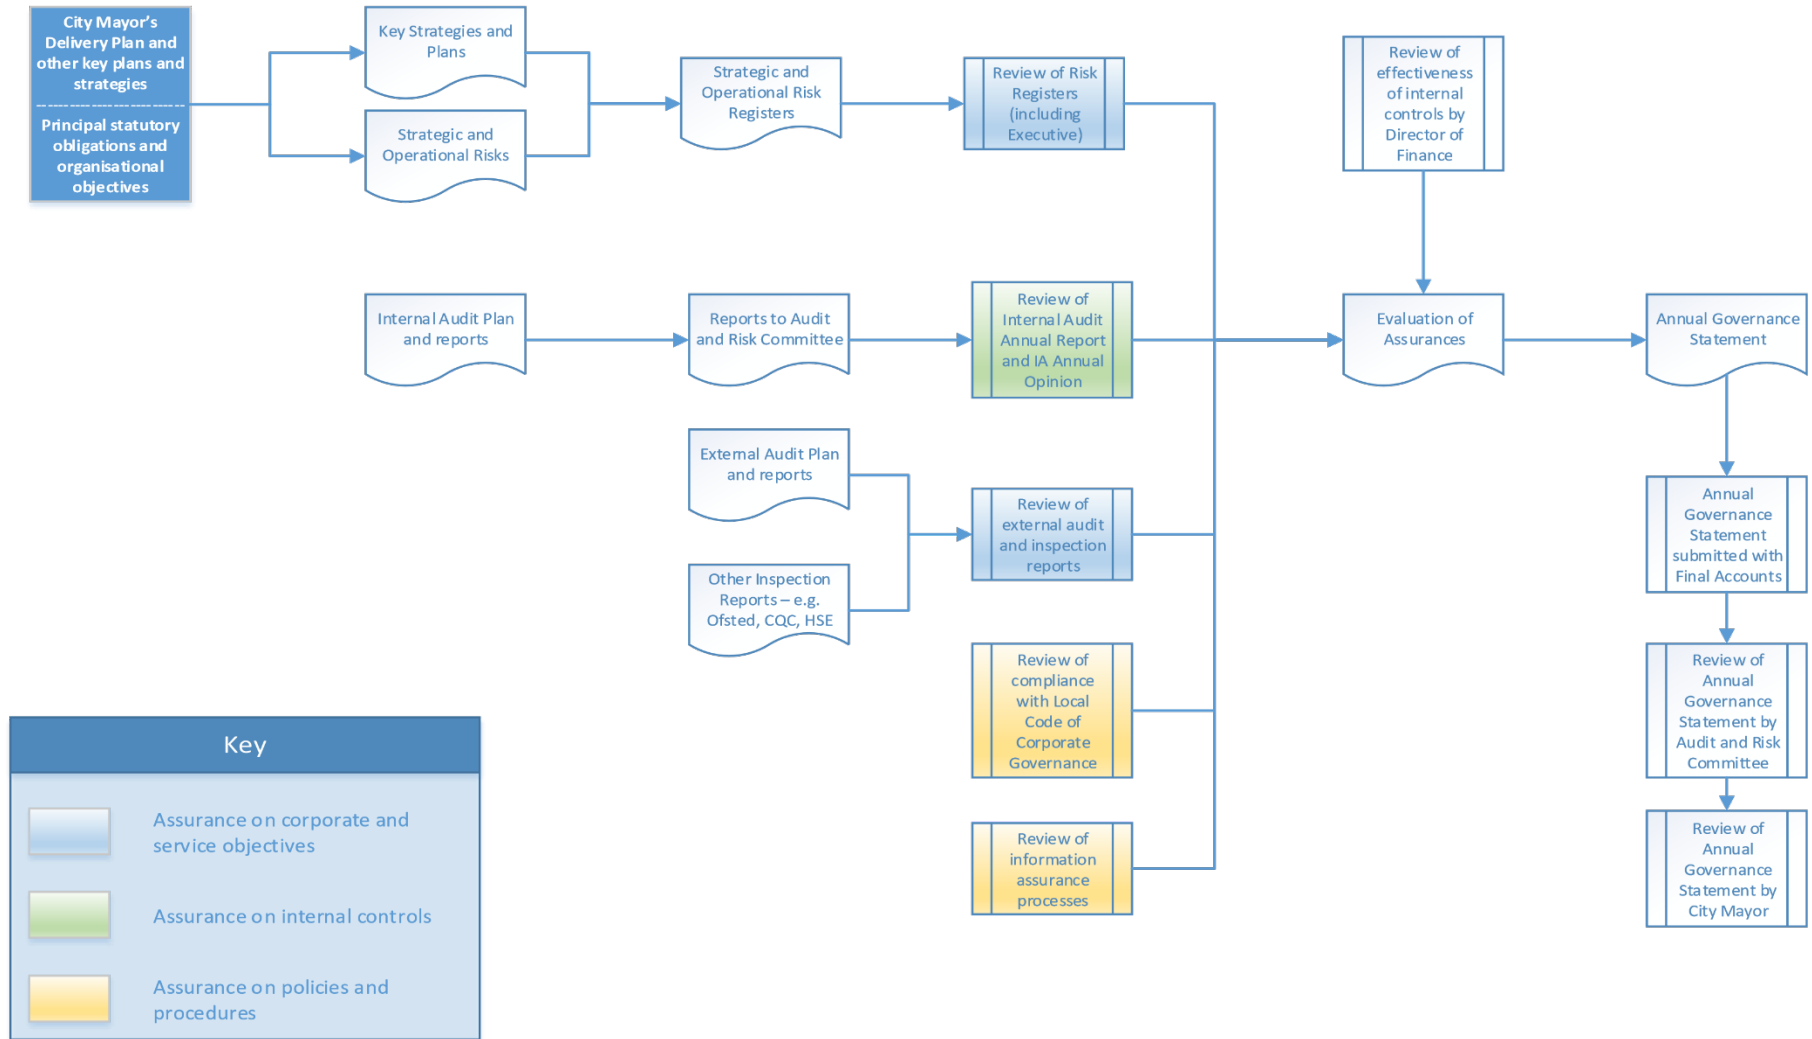 City Mayor’s
Delivery Plan and
other key plans and
strategies
----------------------------
Principal statutory
obligations and
organisational
objectives
Key Strategies and
Plans
Strategic and
Operational Risks
Strategic and
Operational Risk
Registers
Review of Risk
Registers
(including
Executive)
Review of
effectiveness
of internal
controls by
Director of
Finance
Internal Audit Plan
and reports
Reports to Audit
and Risk Committee
Review of
Internal Audit
Annual Report
and IA Annual
Opinion
Evaluation of
Assurances
Annual Governance
Statement
External Audit Plan
and reports
Other Inspection
Reports – e.g.
Ofsted, CQC, HSE
Review of
external audit
and inspection
reports
Annual
Governance
Statement
submitted with
Final Accounts
Review of
compliance
with Local
Code of
Corporate
Governance
Review of
Annual
Governance
Statement by
Audit and Risk
Committee
Review of
information
assurance
processes
Review of
Annual
Governance
Statement by
City Mayor
Key
Assurance on corporate and
service objectives
Assurance on internal controls
Assurance on policies and
procedures